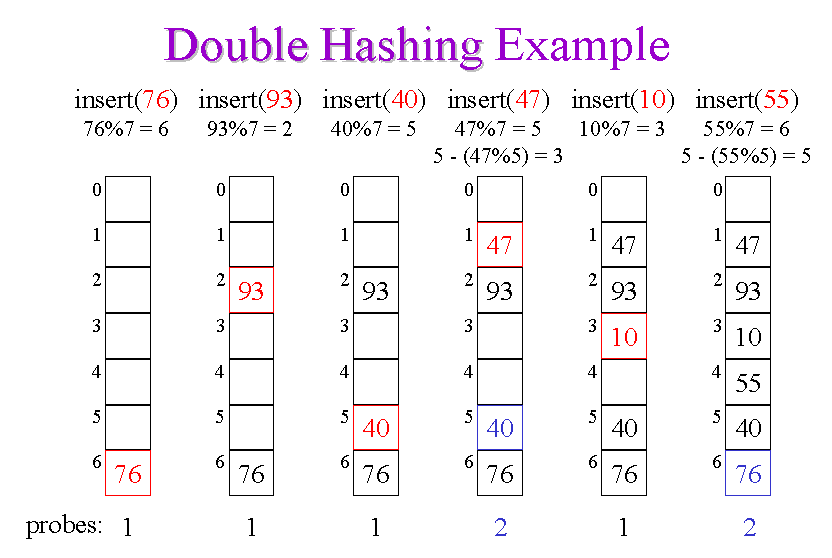 Double Hashing Example
insert(76) insert(93) insert(40) insert(47) insert(10) insert(55)
76%7 = 6 93%7 = 2 40%7 = 5 47%7 = 5 10%7 = 3 55%7 = 6
5 - (47%5) = 3 5 - (55%5) = 5
0 0 0 0 0 0
1 1 1 1 47 1 47 1 47
2 2 93 2 93 2 93 2 93 2 93
3 3 3 3 3 10 3 10
4 4 4 4 4 4 55
5 5 5 40 5 40 5 40 5 40
6 76 6 76 6 76 6 76 6 76 6 76
probes: 1 1 1 2 1 2